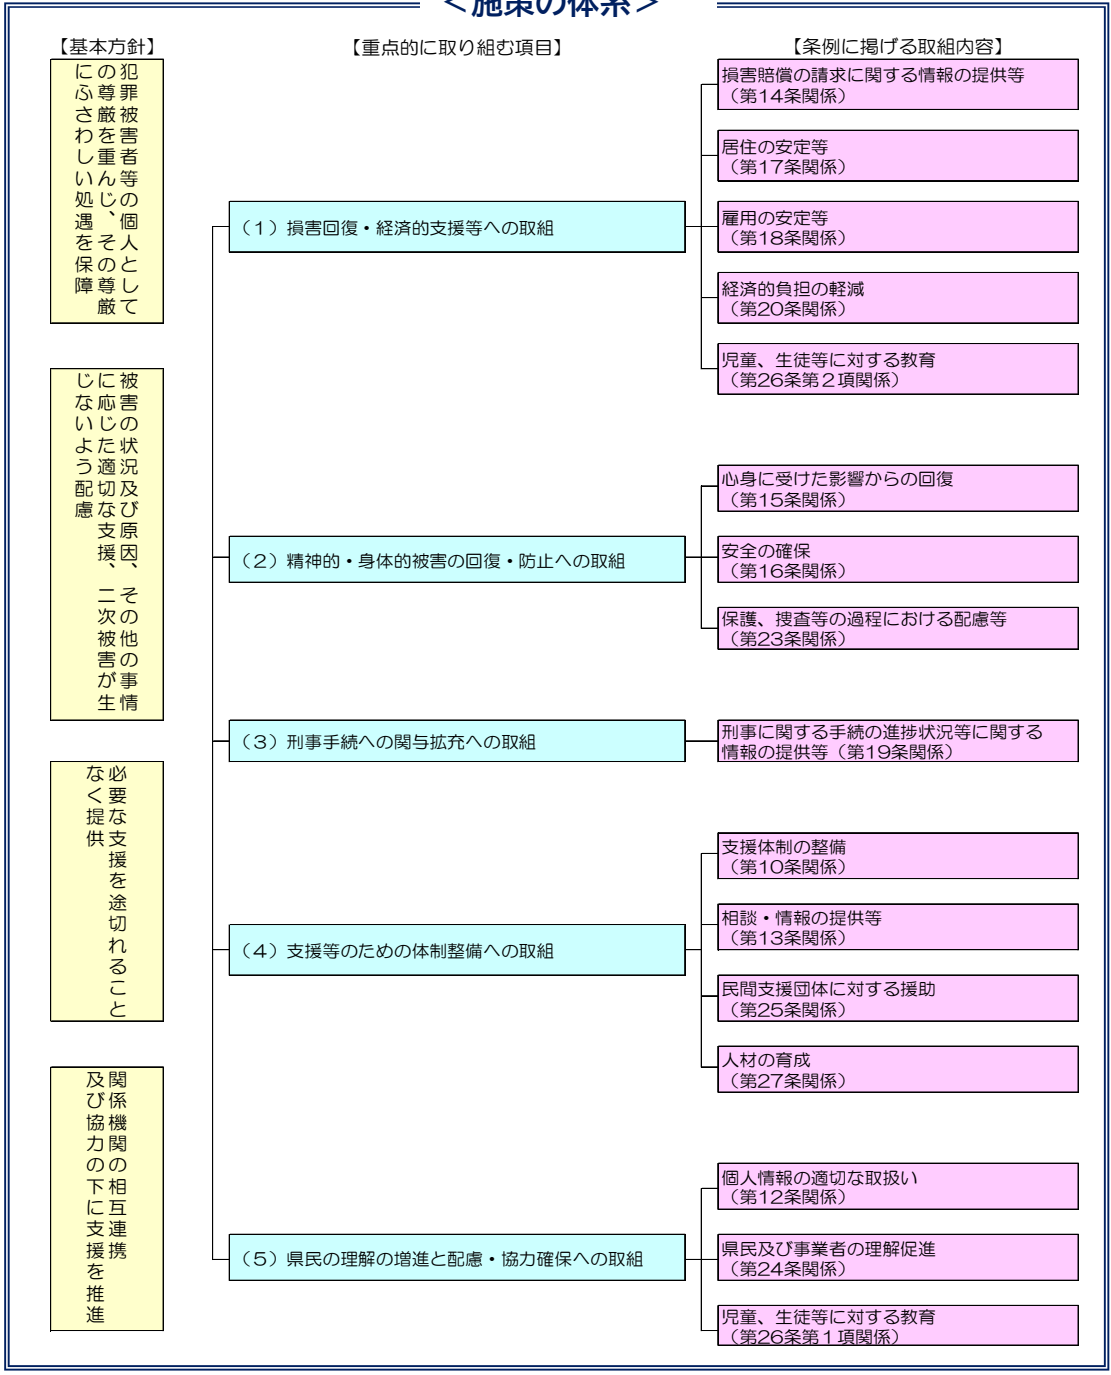 ＜施策の体系＞
【基本方針】
【重点的に取り組む項目】
【条例に掲げる取組内容】
犯罪被害者等の個人として
の尊厳を重んじ、その尊厳
にふさわしい処遇を保障
被害の状況及び原因、その他の事情
に応じた適切な支援、二次被害が生
じないよう配慮
必要な支援を途切れること
なく提供
関係機関の相互連携
及び協力の下に支援を推進
（１）損害回復・経済的支援等への取組
損害賠償の請求に関する情報の提供等
（第14条関係）
居住の安定等
（第17条関係）
雇用の安定等
（第18条関係）
経済的負担の軽減
（第20条関係）
児童、生徒等に対する教育
（第26条第２項関係）
（２）精神的・身体的被害の回復・防止への取組
心身に受けた影響からの回復
（第15条関係）
安全の確保
（第16条関係）
保護、捜査等の過程における配慮等
（第23条関係）
（３）刑事手続への関与拡充への取組
刑事に関する手続の進捗状況等に関する
情報の提供等（第19条関係）
（４）支援等のための体制整備への取組
支援体制の整備
（第10条関係）
相談・情報の提供等
（第13条関係）
民間支援団体に対する援助
（第25条関係）
人材の育成
（第27条関係）
（５）県民の理解の増進と配慮・協力確保への取組
個人情報の適切な取扱い
（第12条関係）
県民及び事業者の理解促進
（第24条関係）
児童、生徒等に対する教育
（第26条第１項関係）